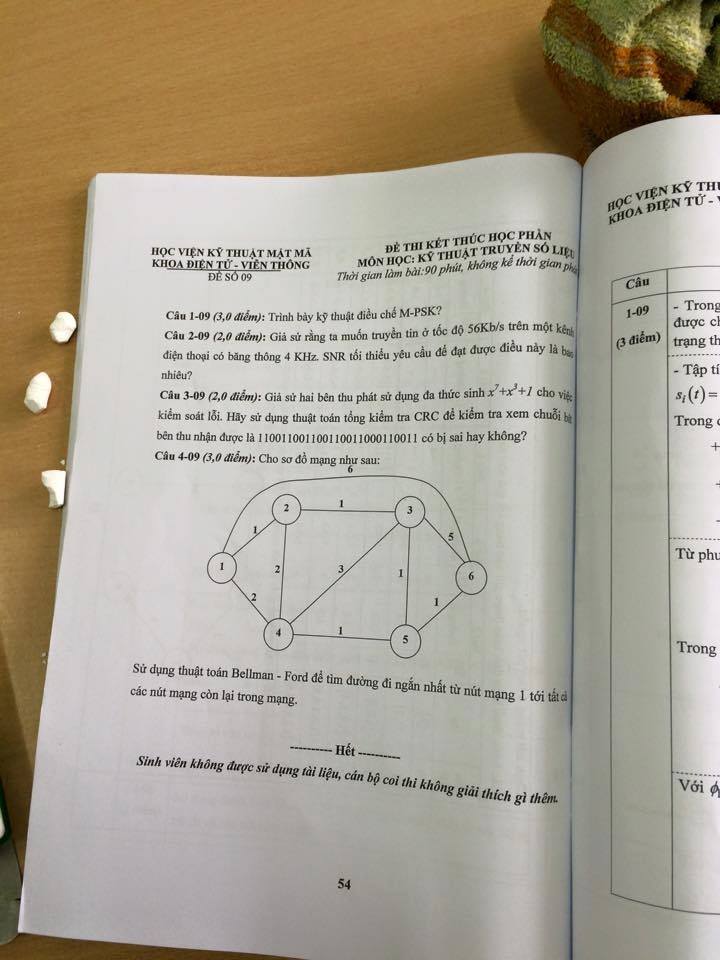 HỌC VIỆN KỸ THUẬT MẬT MÃ
KHOA ĐIỆN TỬ - VIỄN THÔNG
ĐỀ SỐ 09
ĐỀ THI KẾT THÚC HỌC PHẦN
MÔN HỌC: KỸ THUẬT TRUYỀN SỐ LIỆU
Thời gian làm bài:90 phút, không kể thời gian
Câu 1-09 (3,0 điểm): Trình bày kỹ thuật điều chế M-PSK?
Câu 2-09 (2,0 điểm): Giả sử rằng ta muốn truyền tin ở tốc độ 56Kb/s trên một kênh
điện thoại có băng thông 4 KHz. SNR tối thiểu yêu cầu để đạt được điều này là bao
nhiêu?
Câu 3-09 (2,0 điểm): Giả sử hai bên thu phát sử dụng đa thức sinh x⁷+x³+1 cho việc
kiểm soát lỗi. Hãy sử dụng thuật toán tổng kiểm tra CRC để kiểm tra xem chuỗi bit
bên thu nhận được là 11001100110011001100011 có bị sai hay không?
Câu 4-09 (3,0 điểm): Cho sơ đồ mạng như sau:
6
2 1 3
1 5
1 2 3 1 6
2 1
4 1 5
Sử dụng thuật toán Bellman - Ford để tìm đường đi ngắn nhất từ nút mạng 1 tới tất cả
các nút mạng còn lại trong mạng.
---------- Hết ----------
Sinh viên không được sử dụng tài liệu, cán bộ coi thi không giải thích gì thêm.
54
HỌC VIỆN KỸ
KHOA ĐIỆN TỬ -
Câu
1-09
(3 điểm)
- Trong
được
trạng
- Tập
sᵢ(t) =
Trong
+
Từ
Trong
Với